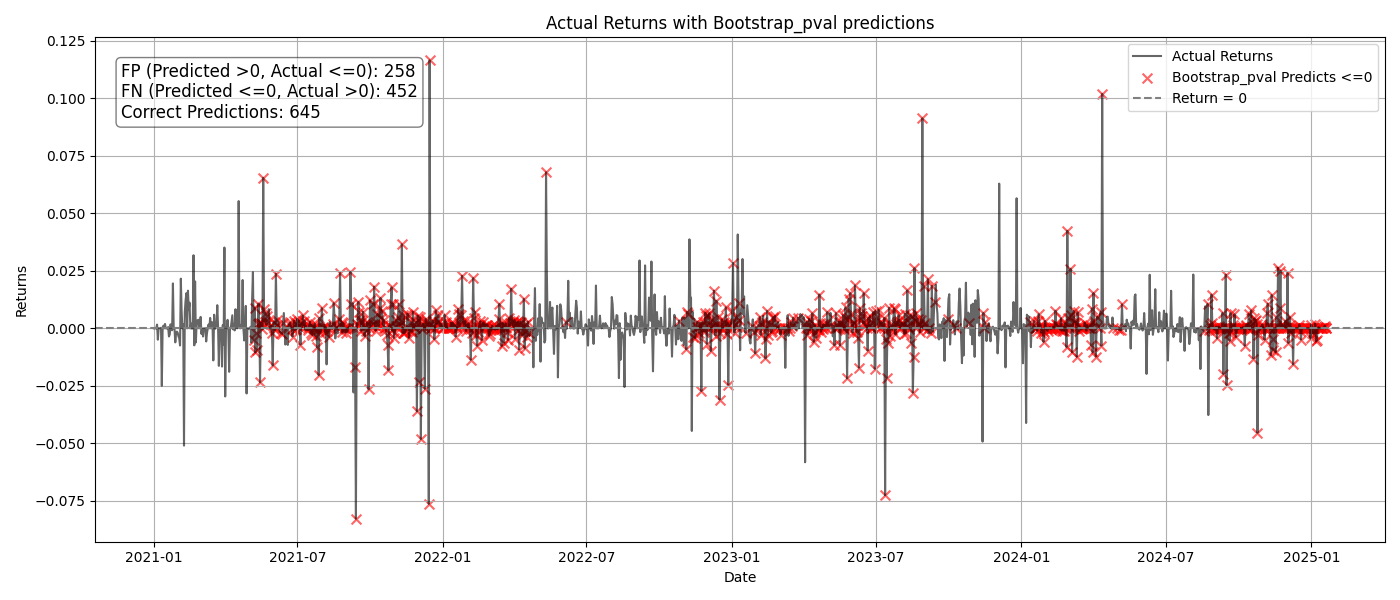 Actual Returns with Bootstrap_pval predictions
FP (Predicted >0, Actual <=0): 258
FN (Predicted <=0, Actual >0): 452
Correct Predictions: 645
Actual Returns
Bootstrap_pval Predicts <=0
Return = 0
Returns
0.125
0.100
0.075
0.050
0.025
0.000
−0.025
−0.050
−0.075
2021-01
2021-07
2022-01
2022-07
2023-01
2023-07
2024-01
2024-07
2025-01
Date